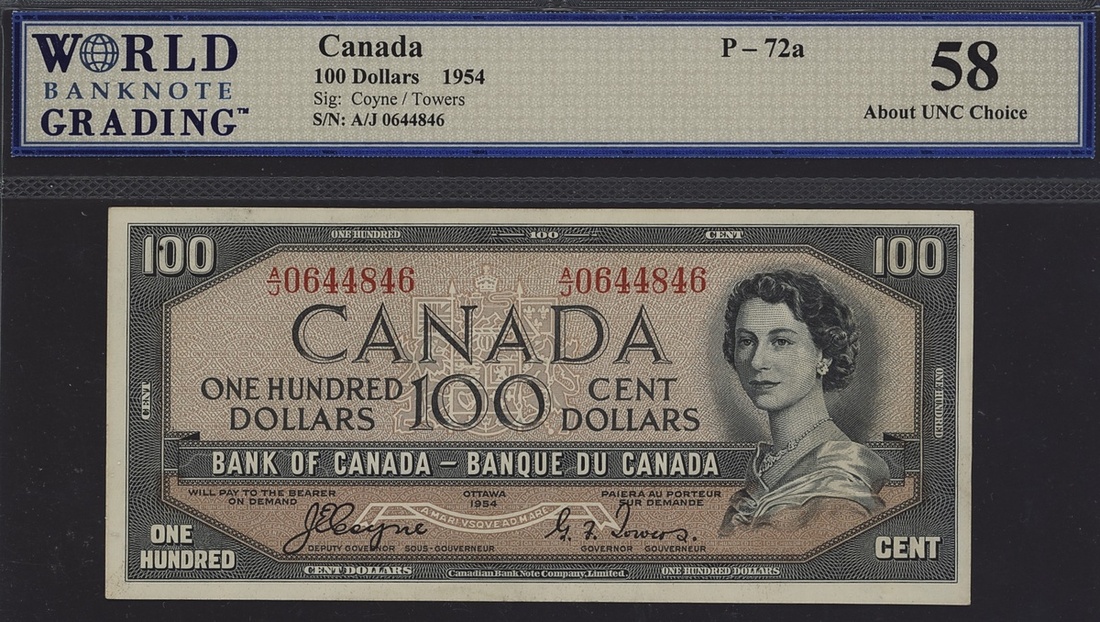 WORLD
BANKNOTE
GRADING™
Canada
100 Dollars 1954
Sig: Coyne / Towers
S/N: A/J 0644846
P – 72a
58
About UNC Choice
ONE HUNDRED 100 CENT
100 100
A/J 0644846 A/J 0644846
CANADA
ONE HUNDRED 100 CENT
DOLLARS DOLLARS
CENT
ONE HUNDRED
BANK OF CANADA – BANQUE DU CANADA
WILL PAY TO THE BEARER OTTAWA PAIERA AU PORTEUR
ON DEMAND 1954 SUR DEMANDE
A MARI VSQVE AD MARE
J E Coyne G. F. Towers.
DEPUTY GOVERNOR SOUS-GOUVERNEUR GOVERNOR GOUVERNEUR
ONE CENT
HUNDRED
CENT DOLLARS Canadian Bank Note Company, Limited. ONE HUNDRED DOLLARS